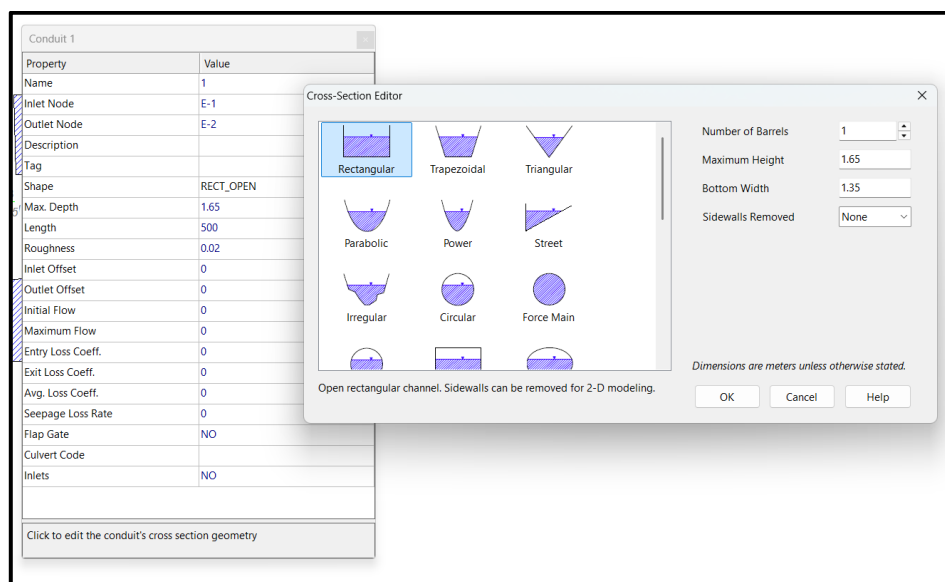 Conduit 1
Property Value
Name 1
Inlet Node E-1
Outlet Node E-2
Description
Tag
Shape RECT_OPEN
Max. Depth 1.65
Length 500
Roughness 0.02
Inlet Offset 0
Outlet Offset 0
Initial Flow 0
Maximum Flow 0
Entry Loss Coeff. 0
Exit Loss Coeff. 0
Avg. Loss Coeff. 0
Seepage Loss Rate 0
Flap Gate NO
Culvert Code
Inlets NO
Click to edit the conduit's cross section geometry
Cross-Section Editor
Rectangular Trapezoidal Triangular
Parabolic Power Street
Irregular Circular Force Main
Number of Barrels 1
Maximum Height 1.65
Bottom Width 1.35
Sidewalls Removed None
Dimensions are meters unless otherwise stated.
Open rectangular channel. Sidewalls can be removed for 2-D modeling.
OK Cancel Help